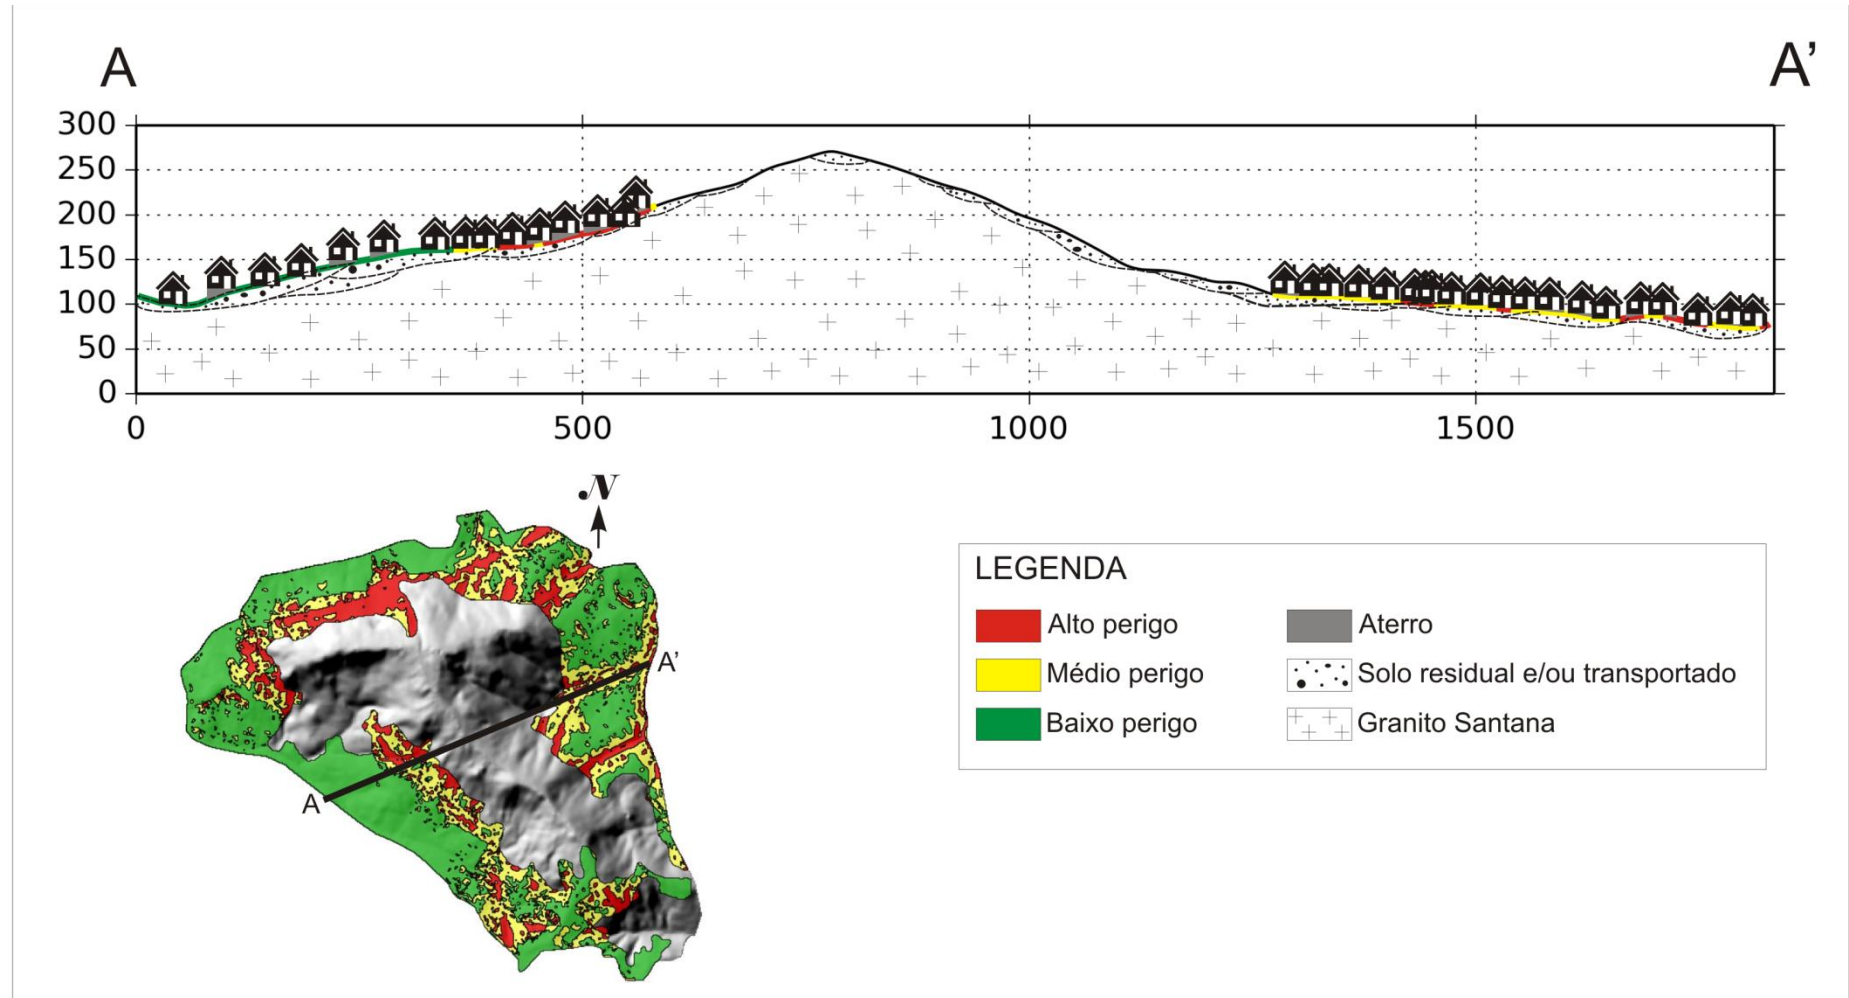 A A’
300
250
200
150
100
50
0
0 500 1000 1500
N
A’
A
LEGENDA
Alto perigo
Aterro
Médio perigo
Solo residual e/ou transportado
Baixo perigo
Granito Santana